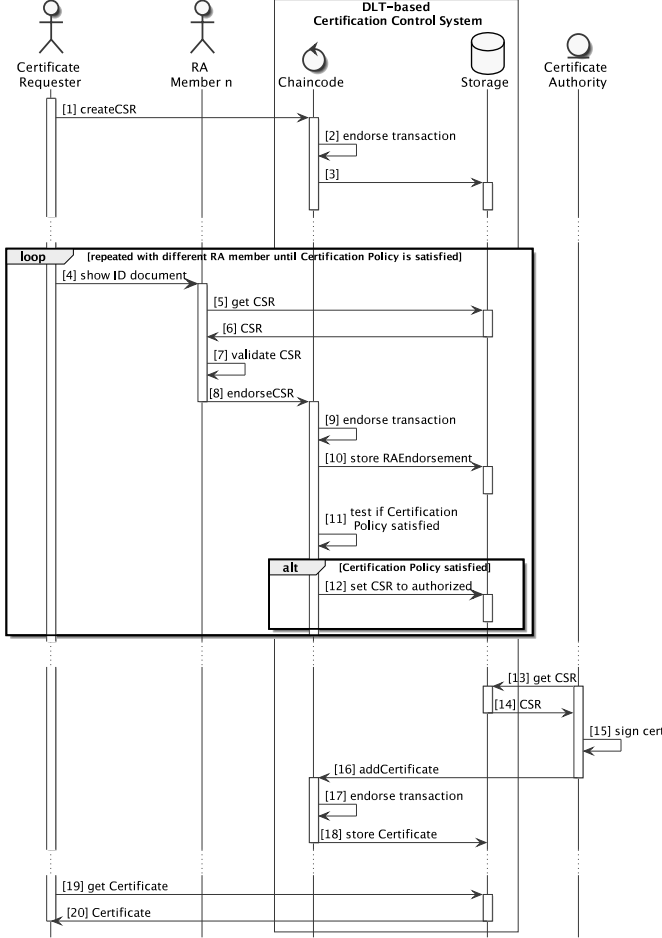 DLT-based
Certification Control System
Certificate
Requester
RA
Member n
Chaincode
Storage
Certificate
Authority
[1] createCSR
[2] endorse transaction
[3]
loop
[repeated with different RA member until Certification Policy is satisfied]
[4] show ID document
[5] get CSR
[6] CSR
[7] validate CSR
[8] endorseCSR
[9] endorse transaction
[10] store RAEndorsement
[11] test if Certification
Policy satisfied
alt
[Certification Policy satisfied]
[12] set CSR to authorized
[13] get CSR
[14] CSR
[15] sign cert
[16] addCertificate
[17] endorse transaction
[18] store Certificate
[19] get Certificate
[20] Certificate